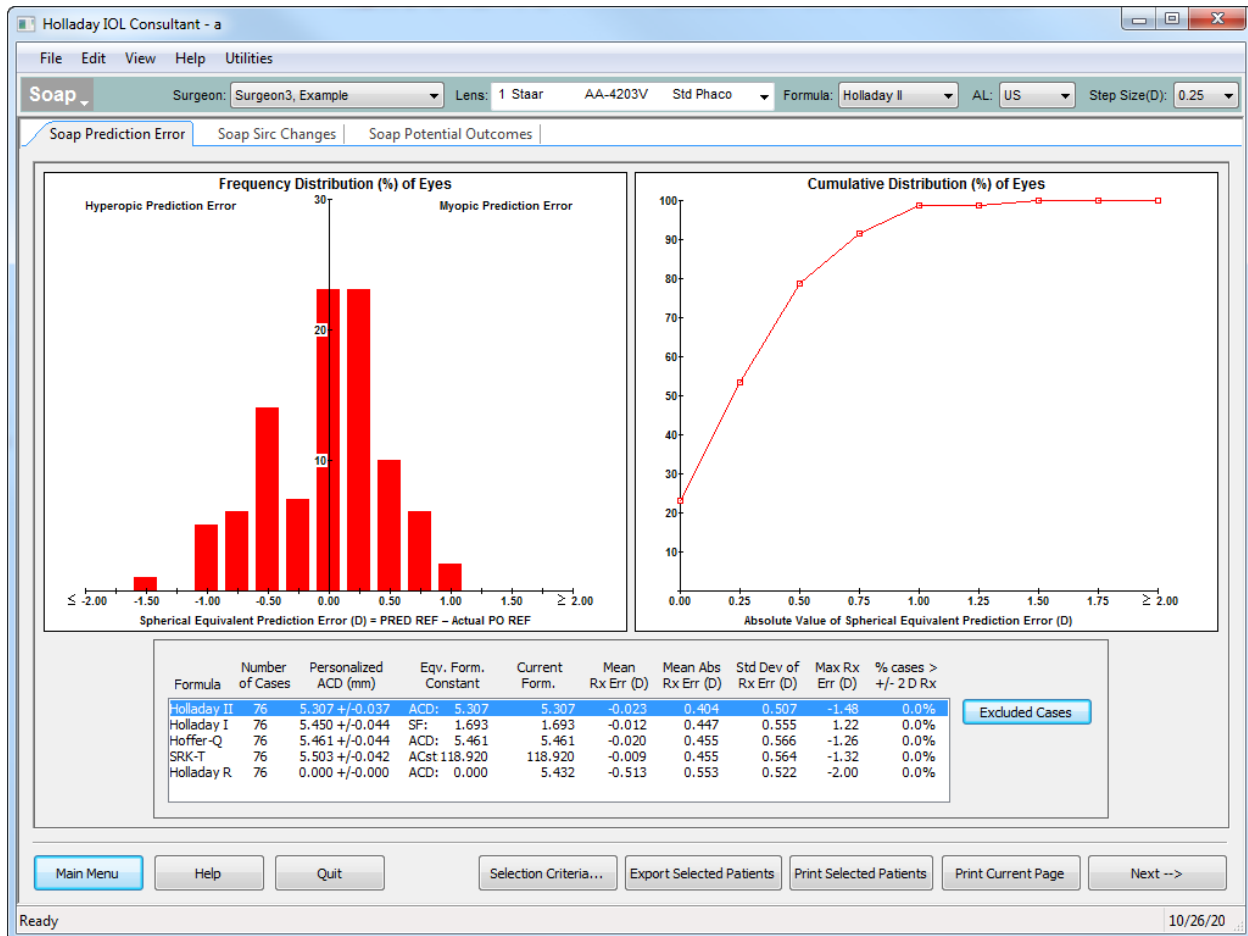 Holladay IOL Consultant - a
File Edit View Help Utilities
Soap Surgeon: Surgeon3, Example Lens: 1 Staar AA-4203V Std Phaco Formula: Holladay II AL: US Step Size(D): 0.25
Soap Prediction Error Soap Sirc Changes Soap Potential Outcomes
Frequency Distribution (%) of Eyes
Hyperopic Prediction Error 30 Myopic Prediction Error
20
10
≤ -2.00 -1.50 -1.00 -0.50 0.00 0.50 1.00 1.50 ≥ 2.00
Spherical Equivalent Prediction Error (D) = PRED REF – Actual PO REF
Cumulative Distribution (%) of Eyes
100
90
80
70
60
50
40
30
20
10
0.00 0.25 0.50 0.75 1.00 1.25 1.50 1.75 ≥ 2.00
Absolute Value of Spherical Equivalent Prediction Error (D)
Number Personalized Eqv. Form. Current Mean Mean Abs Std Dev of Max Rx % cases >
Formula of Cases ACD (mm) Constant Form. Rx Err (D) Rx Err (D) Rx Err (D) Err (D) +/- 2 D Rx
Holladay II 76 5.307 +/-0.037 ACD: 5.307 5.307 -0.023 0.404 0.507 -1.48 0.0%
Holladay I 76 5.450 +/-0.044 SF: 1.693 1.693 -0.012 0.447 0.555 1.22 0.0%
Hoffer-Q 76 5.461 +/-0.044 ACD: 5.461 5.461 -0.020 0.455 0.566 -1.26 0.0%
SRK-T 76 5.503 +/-0.042 ACst 118.920 118.920 -0.009 0.455 0.564 -1.32 0.0%
Holladay R 76 0.000 +/-0.000 ACD: 0.000 5.432 -0.513 0.553 0.522 -2.00 0.0%
Excluded Cases
Main Menu Help Quit Selection Criteria... Export Selected Patients Print Selected Patients Print Current Page Next -->
Ready 10/26/20